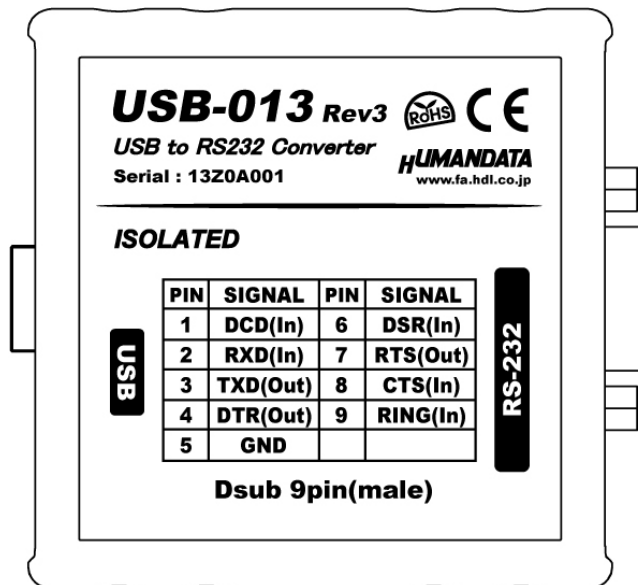 USB-013 Rev3 RoHS CE
USB to RS232 Converter
HUMANDATA
Serial : 13Z0A001
www.fa.hdl.co.jp
ISOLATED
PIN SIGNAL PIN SIGNAL
1 DCD(In) 6 DSR(In)
2 RXD(In) 7 RTS(Out)
3 TXD(Out) 8 CTS(In)
4 DTR(Out) 9 RING(In)
5 GND
USB
RS-232
Dsub 9pin(male)